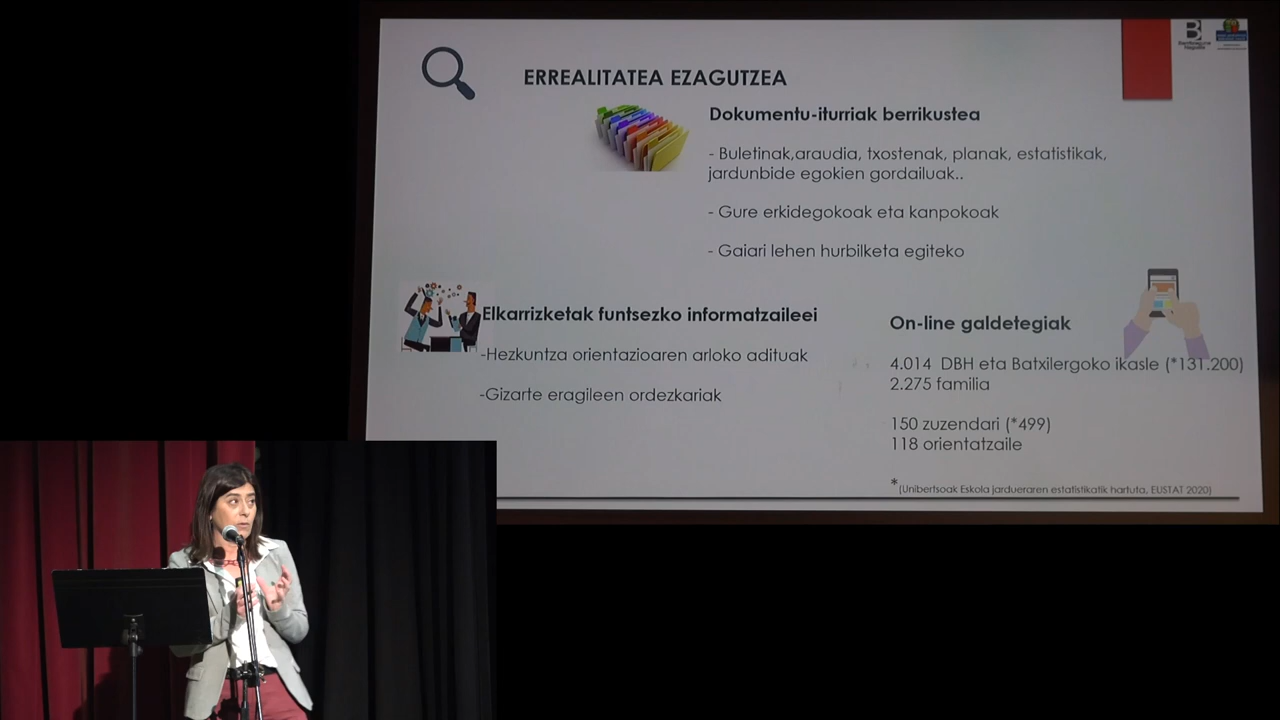 ERREALITATEA EZAGUTZEA
Dokumentu-iturriak berrikustea
- Buletinak,araudia, txostenak, planak, estatistikak,
jardunbide egokien gordailuak..
- Gure erkidegokoak eta kanpokoak
- Gaiari lehen hurbilketa egiteko
Elkarrizketak funtsezko informatzaileei
-Hezkuntza orientazioaren arloko adituak
-Gizarte eragileen ordezkariak
On-line galdetegiak
4.014 DBH eta Batxilergoko ikasle (*131.200)
2.275 familia
150 zuzendari (*499)
118 orientatzaile
*(Unibertsoak Eskola jardueraren estatistikatik hartuta, EUSTAT 2020)